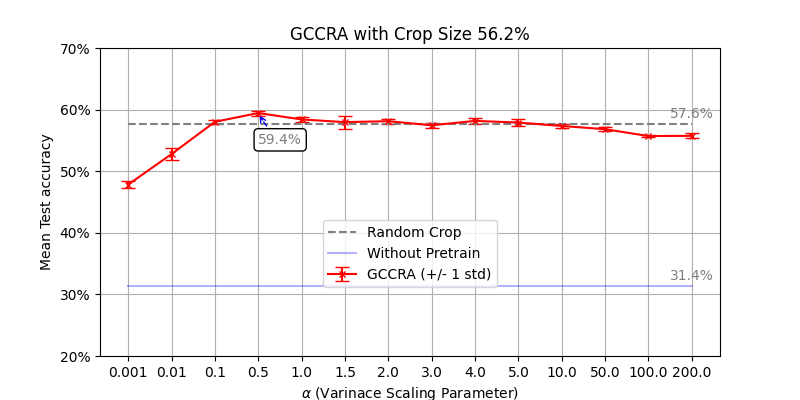 GCCRA with Crop Size 56.2%
70%
60%
50%
40%
30%
20%
Mean Test accuracy
57.6%
59.4%
31.4%
Random Crop
Without Pretrain
GCCRA (+/- 1 std)
0.001 0.01 0.1 0.5 1.0 1.5 2.0 3.0 4.0 5.0 10.0 50.0 100.0 200.0
α (Varinace Scaling Parameter)